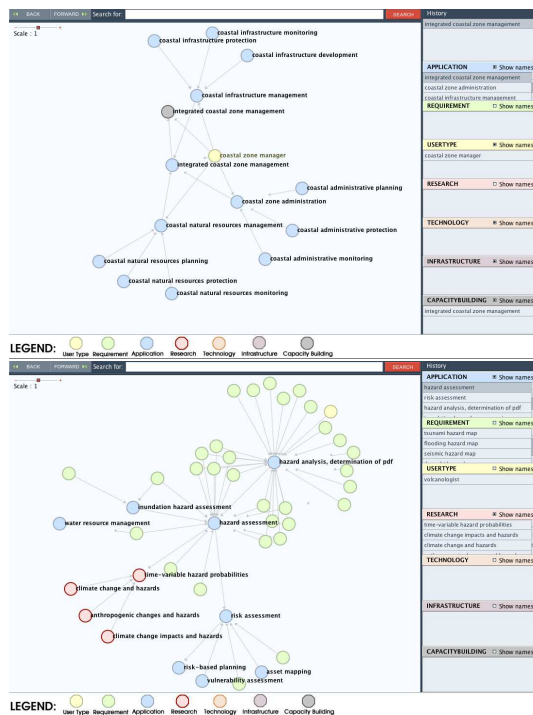 BACK FORWARD Search for: SEARCH History
Scale : 1
integrated coastal zone management
coastal infrastructure monitoring
coastal infrastructure protection
coastal infrastructure development
APPLICATION Show names
integrated coastal zone management
coastal zone administration
coastal infrastructure management
coastal infrastructure management
REQUIREMENT Show names
integrated coastal zone management
USERTYPE Show names
coastal zone manager
coastal zone manager
integrated coastal zone management
RESEARCH Show names
coastal administrative planning
coastal zone administration
TECHNOLOGY Show names
coastal natural resources management
coastal administrative protection
coastal administrative monitoring
INFRASTRUCTURE Show names
coastal natural resources planning
coastal natural resources protection
coastal natural resources monitoring
CAPACITYBUILDING Show names
integrated coastal zone management
LEGEND:
User Type Requirement Application Research Technology Infrastructure Capacity Building
BACK FORWARD Search for: SEARCH History
Scale : 1
APPLICATION Show names
hazard assessment
risk assessment
hazard analysis, determination of pdf
REQUIREMENT Show names
tsunami hazard map
flooding hazard map
seismic hazard map
hazard analysis, determination of pdf
USERTYPE Show names
volcanologist
inundation hazard assessment
water resource management
hazard assessment
RESEARCH Show names
time-variable hazard probabilities
climate change impacts and hazards
climate change and hazards
time-variable hazard probabilities
TECHNOLOGY Show names
climate change and hazards
anthropogenic changes and hazards
risk assessment
INFRASTRUCTURE Show names
climate change impacts and hazards
risk-based planning
asset mapping
vulnerability assessment
CAPACITYBUILDING Show names
LEGEND:
User Type Requirement Application Research Technology Infrastructure Capacity Building